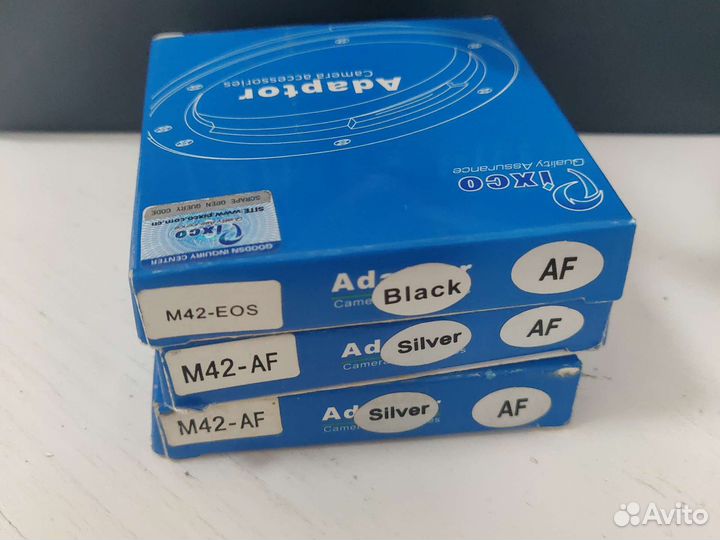 Adaptor
Camera accessories
Pixco
Quality Assurance
SCRAPE OPEN QUERY CODE
SITE www.pixco.com.cn
Pixco
GOODSN INQUIRY CENTER
M42-EOS
Black
AF
M42-AF
Silver
AF
M42-AF
Silver
AF
Avito